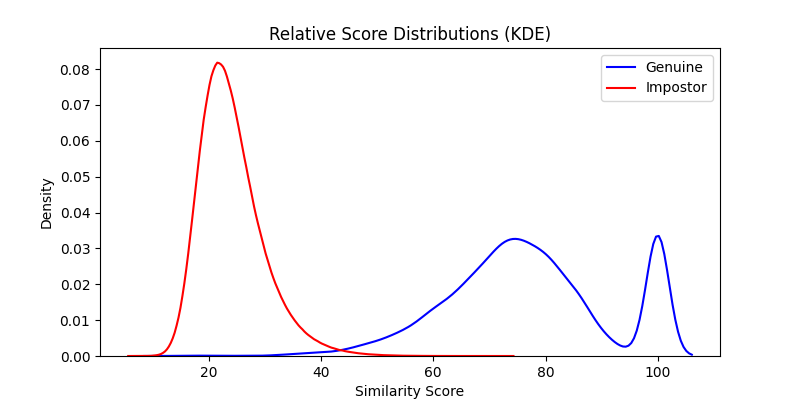 Relative Score Distributions (KDE)
Genuine
Impostor
Density
0.08
0.07
0.06
0.05
0.04
0.03
0.02
0.01
0.00
20 40 60 80 100
Similarity Score